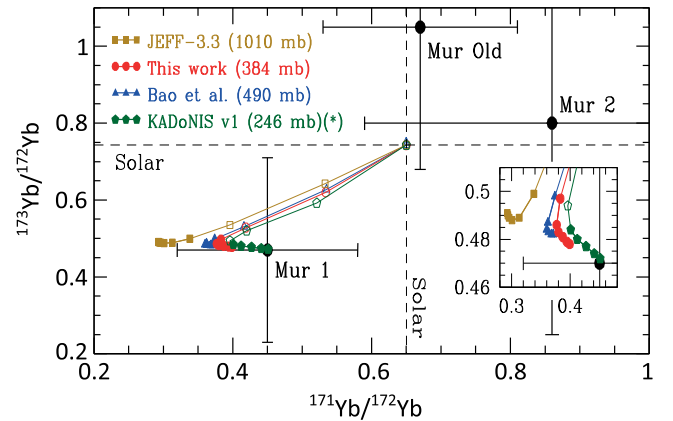 1
JEFF-3.3 (1010 mb)
Mur Old
This work (384 mb)
Bao et al. (490 mb)
Mur 2
KADoNIS v1 (246 mb)(*)
0.8
Solar
¹⁷³Yb/¹⁷²Yb
0.6
0.5
0.48
0.46
0.3
0.4
Mur 1
0.4
Solar
0.2
0.2
0.4
0.6
0.8
1
¹⁷¹Yb/¹⁷²Yb